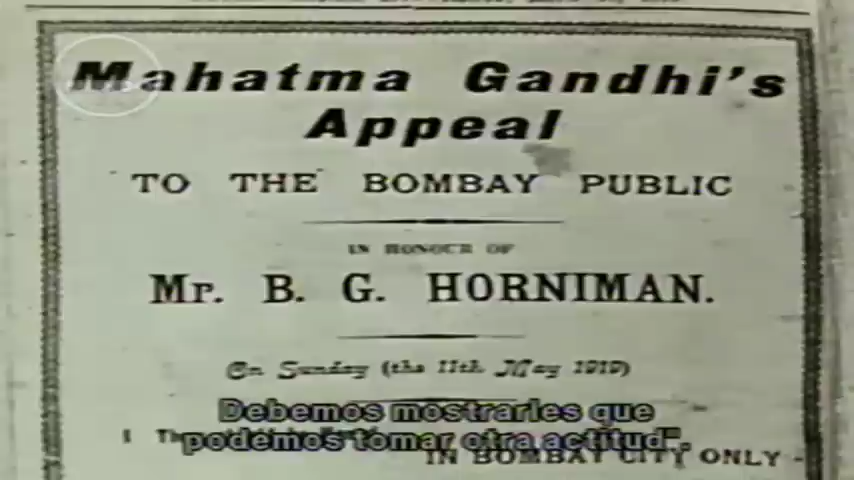 Mahatma Gandhi's
Appeal
TO THE BOMBAY PUBLIC
IN HONOUR OF
Mr. B. G. HORNIMAN.
On Sunday (the 11th May 1919)
Debemos mostrarles que
podemos tomar otra actitud".
IN BOMBAY CITY ONLY